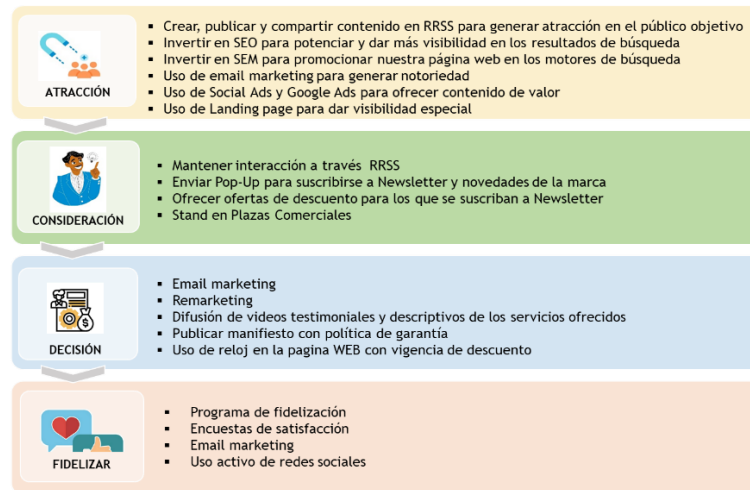 ▪ Crear, publicar y compartir contenido en RRSS para generar atracción en el público objetivo
▪ Invertir en SEO para potenciar y dar más visibilidad en los resultados de búsqueda
▪ Invertir en SEM para promocionar nuestra página web en los motores de búsqueda
▪ Uso de email marketing para generar notoriedad
▪ Uso de Social Ads y Google Ads para ofrecer contenido de valor
▪ Uso de Landing page para dar visibilidad especial
ATRACCIÓN
▪ Mantener interacción a través RRSS
▪ Enviar Pop-Up para suscribirse a Newsletter y novedades de la marca
▪ Ofrecer ofertas de descuento para los que se suscriban a Newsletter
▪ Stand en Plazas Comerciales
CONSIDERACIÓN
▪ Email marketing
▪ Remarketing
▪ Difusión de videos testimoniales y descriptivos de los servicios ofrecidos
▪ Publicar manifiesto con política de garantía
▪ Uso de reloj en la pagina WEB con vigencia de descuento
DECISIÓN
▪ Programa de fidelización
▪ Encuestas de satisfacción
▪ Email marketing
▪ Uso activo de redes sociales
FIDELIZAR